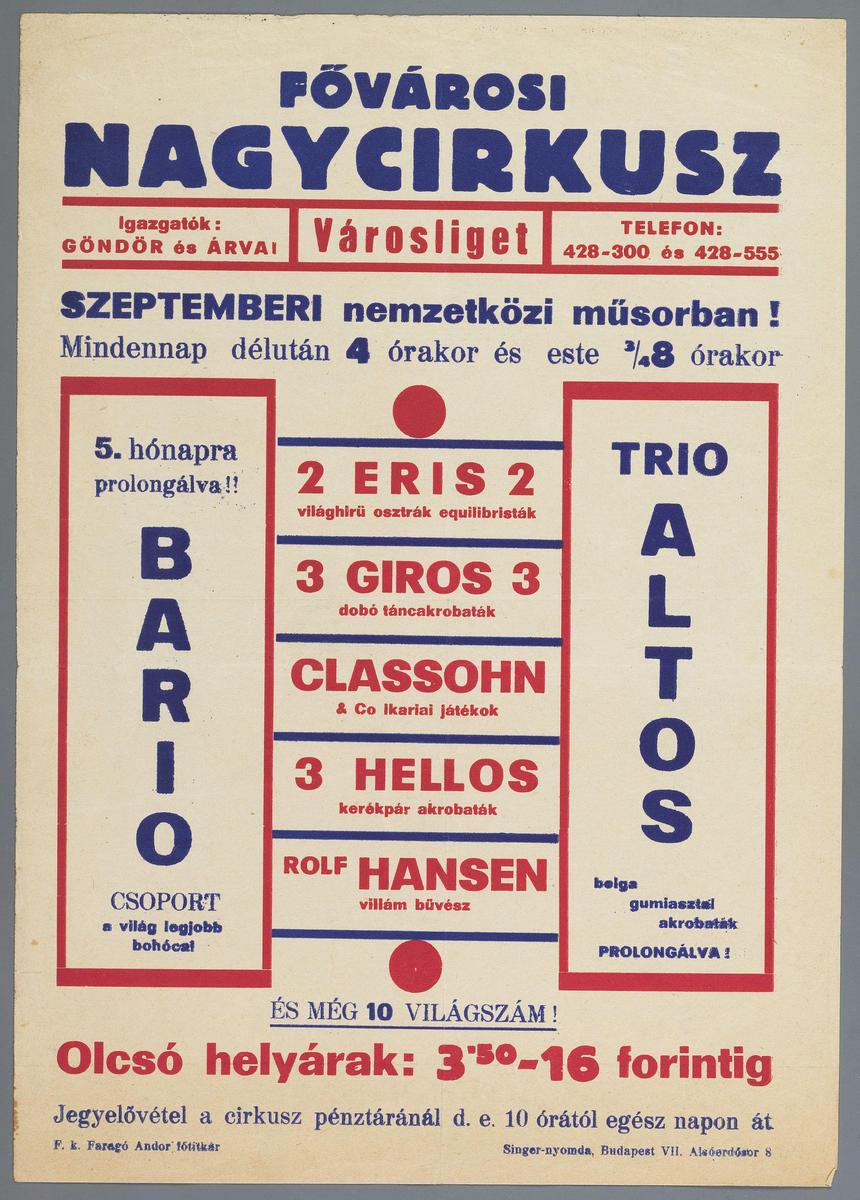 FŐVÁROSI
NAGYCIRKUSZ
Igazgatók:
GÖNDÖR és ÁRVAI
Városliget
TELEFON:
428-300 és 428-555
SZEPTEMBERI nemzetközi műsorban!
Mindennap délután 4 órakor és este ¾8 órakor
5. hónapra
prolongálva!!
BARIO
CSOPORT
a világ legjobb
bohócai
2 ERIS 2
világhirü osztrák equilibristák
3 GIROS 3
dobó táncakrobaták
CLASSOHN
& Co Ikariai játékok
3 HELLOS
kerékpár akrobaták
ROLF HANSEN
villám bűvész
TRIO
ALTOS
belga
gumiasztal
akrobaták
PROLONGÁLVA!
ÉS MÉG 10 VILÁGSZÁM!
Olcsó helyárak: 3·50-16 forintig
Jegyelővétel a cirkusz pénztáránál d. e. 10 órától egész napon át
F. k. Faragó Andor főtitkár
Singer-nyomda, Budapest VII. Alsóerdősor 8